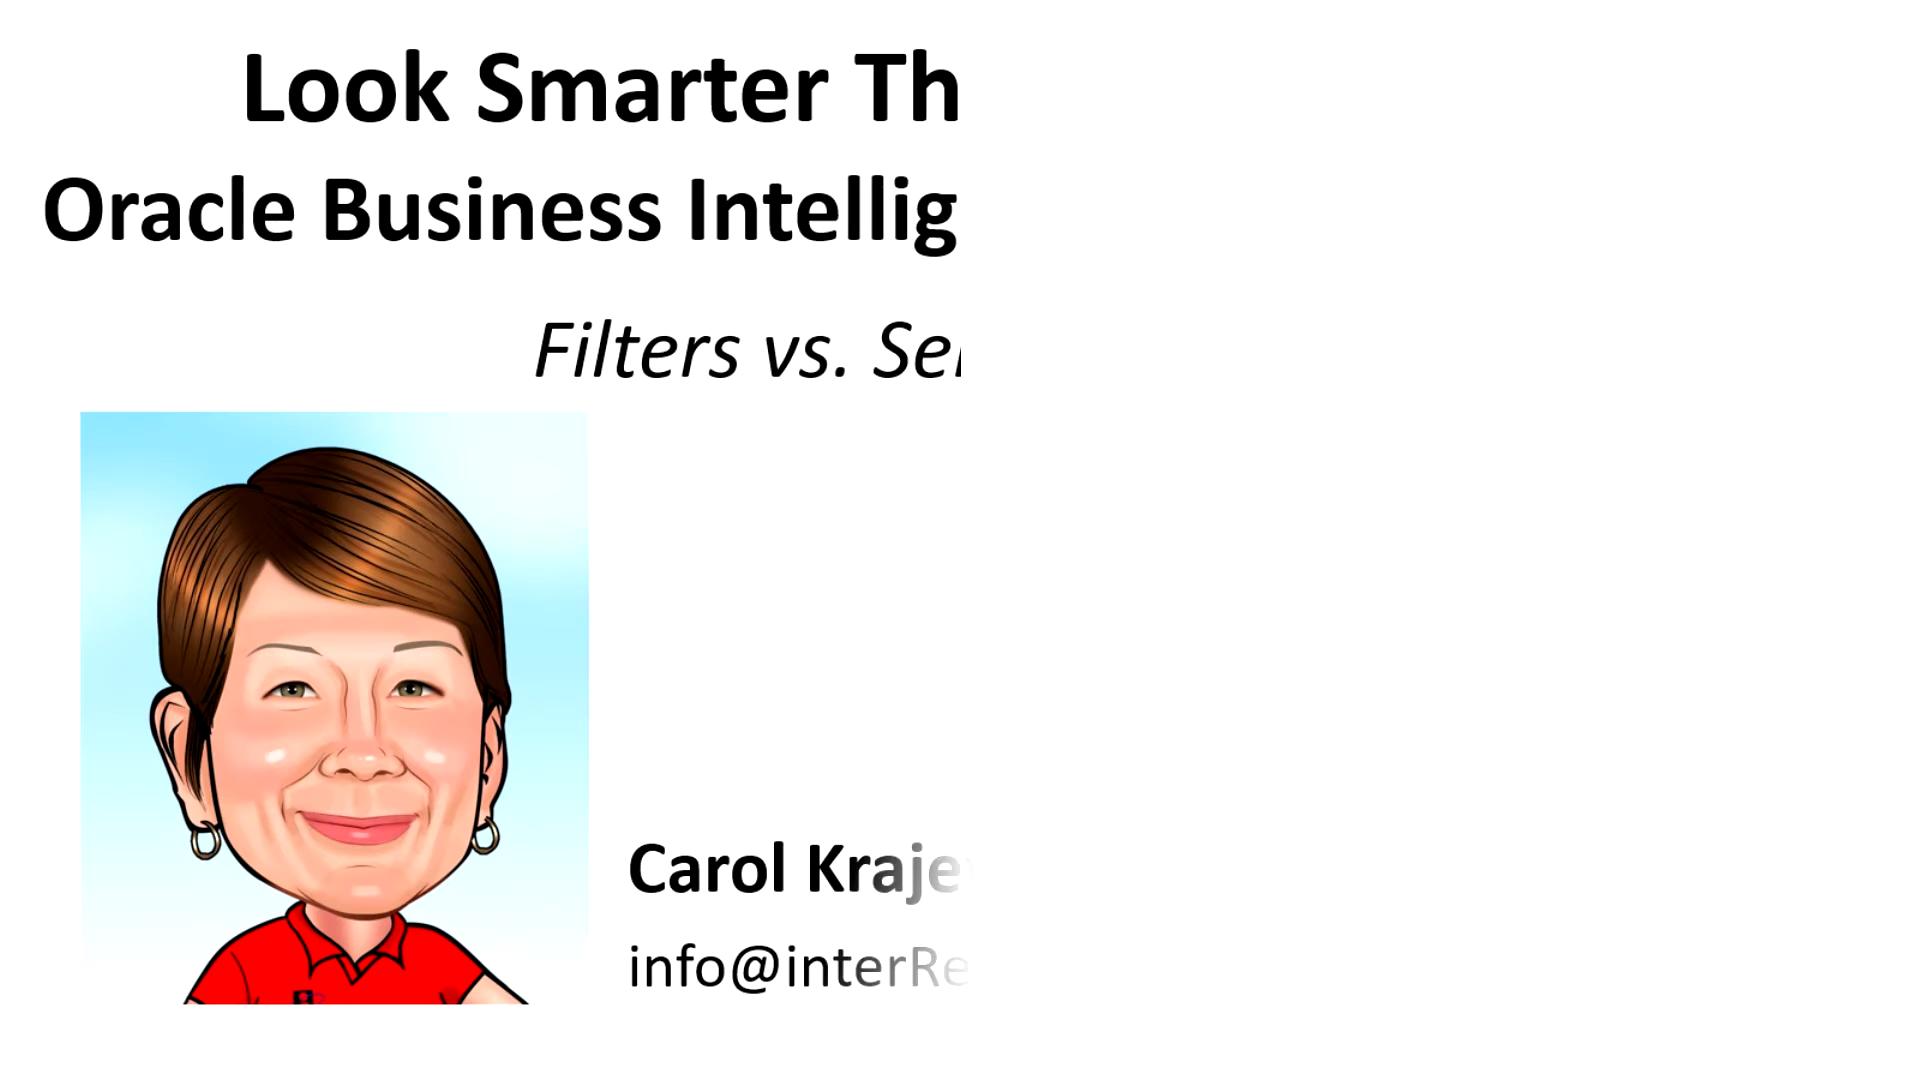 Look Smarter Th
Oracle Business Intellig
Filters vs. Se
Carol Kraje
info@interRe